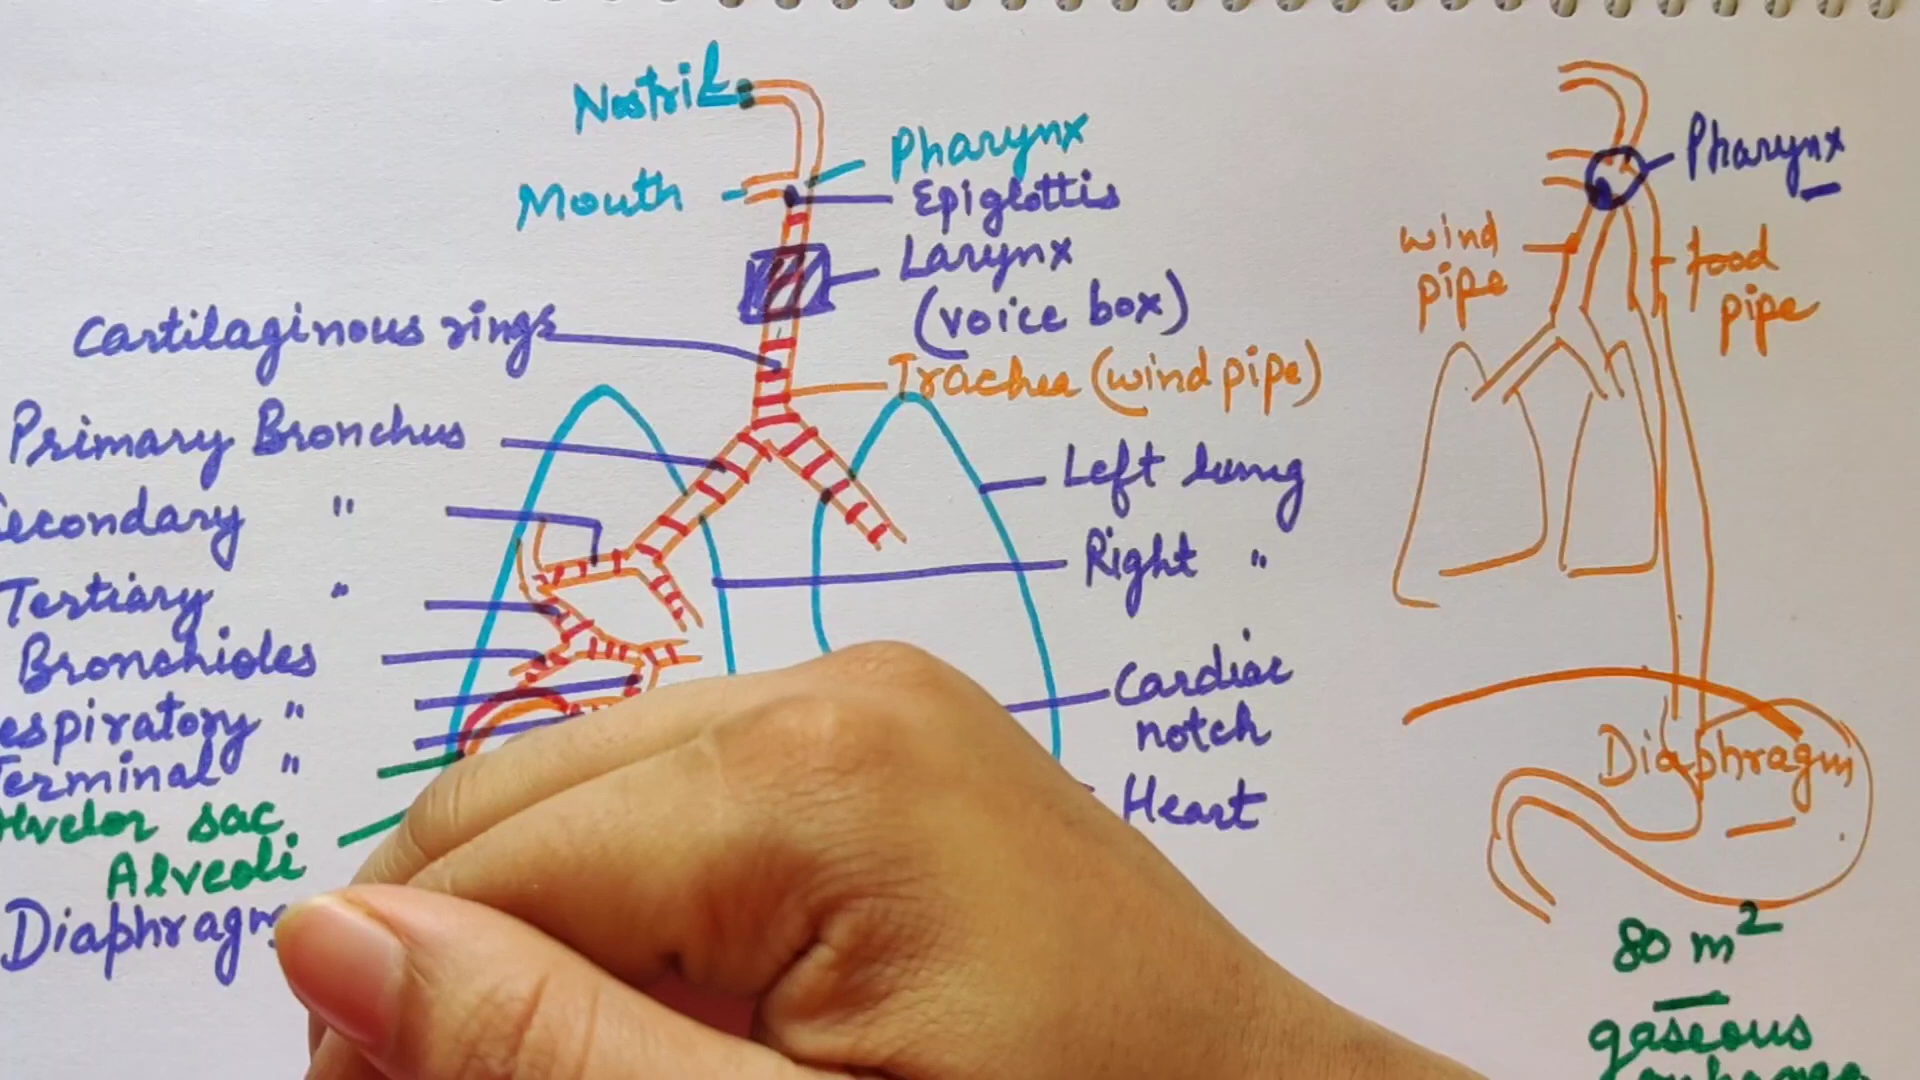 Nostril
Pharynx
Mouth
Epiglottis
Larynx
(voice box)
Cartilaginous rings
Trachea (wind pipe)
Primary Bronchus
Left lung
econdary "
Right "
Tertiary "
Bronchioles
Cardiac
notch
espiratory "
Terminal "
Heart
sac
Alveoli
Diaphragm
Pharynx
wind
pipe
food
pipe
Diaphragm
80 m²
gaseous